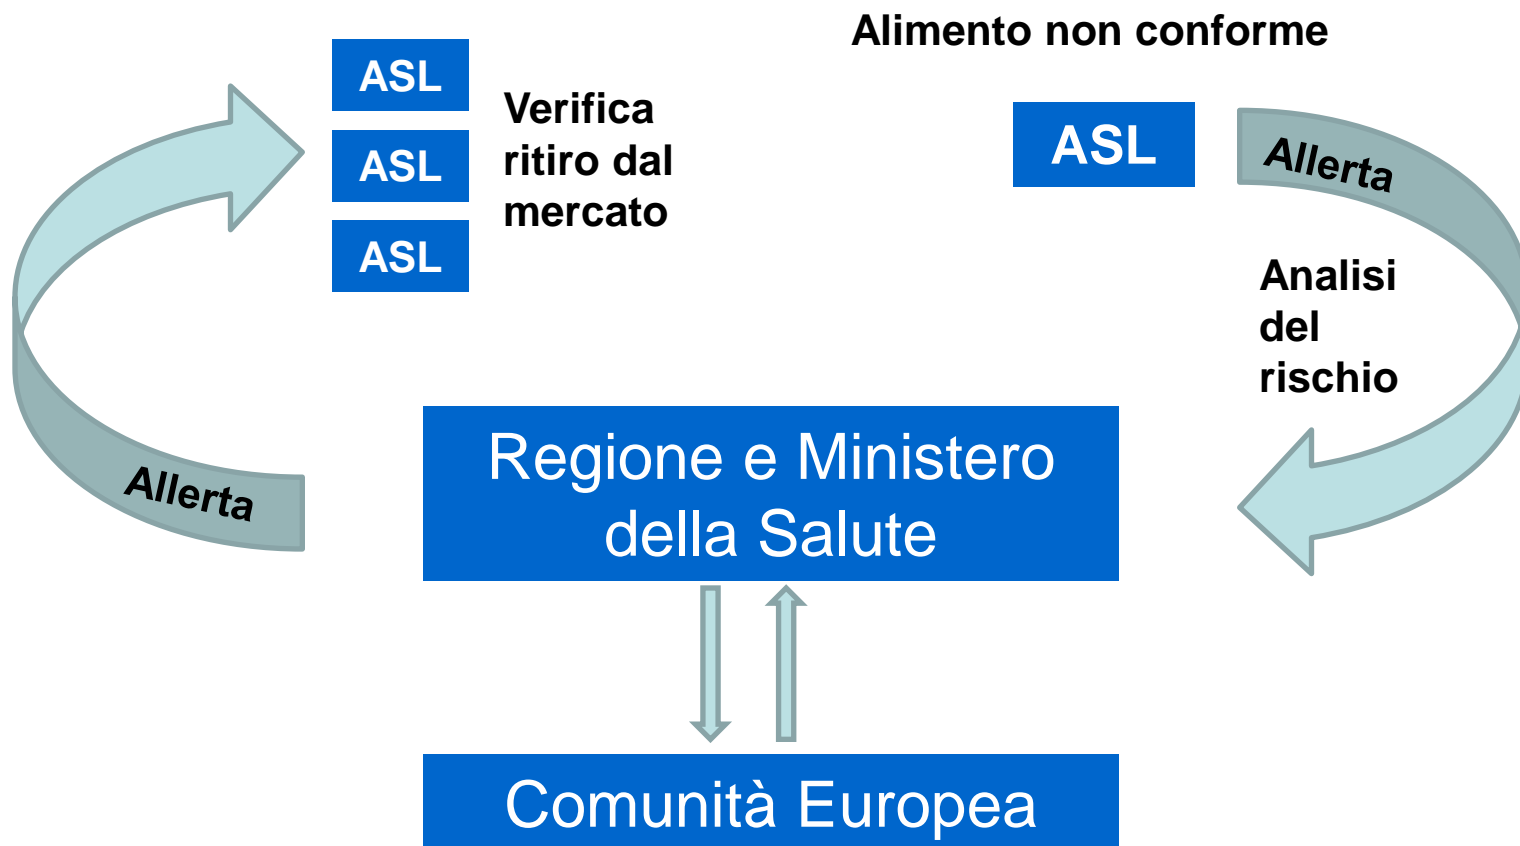 Alimento non conforme
ASL
ASL
ASL
Verifica
ritiro dal
mercato
ASL
Allerta
Analisi
del
rischio
Regione e Ministero
della Salute
Allerta
Comunità Europea